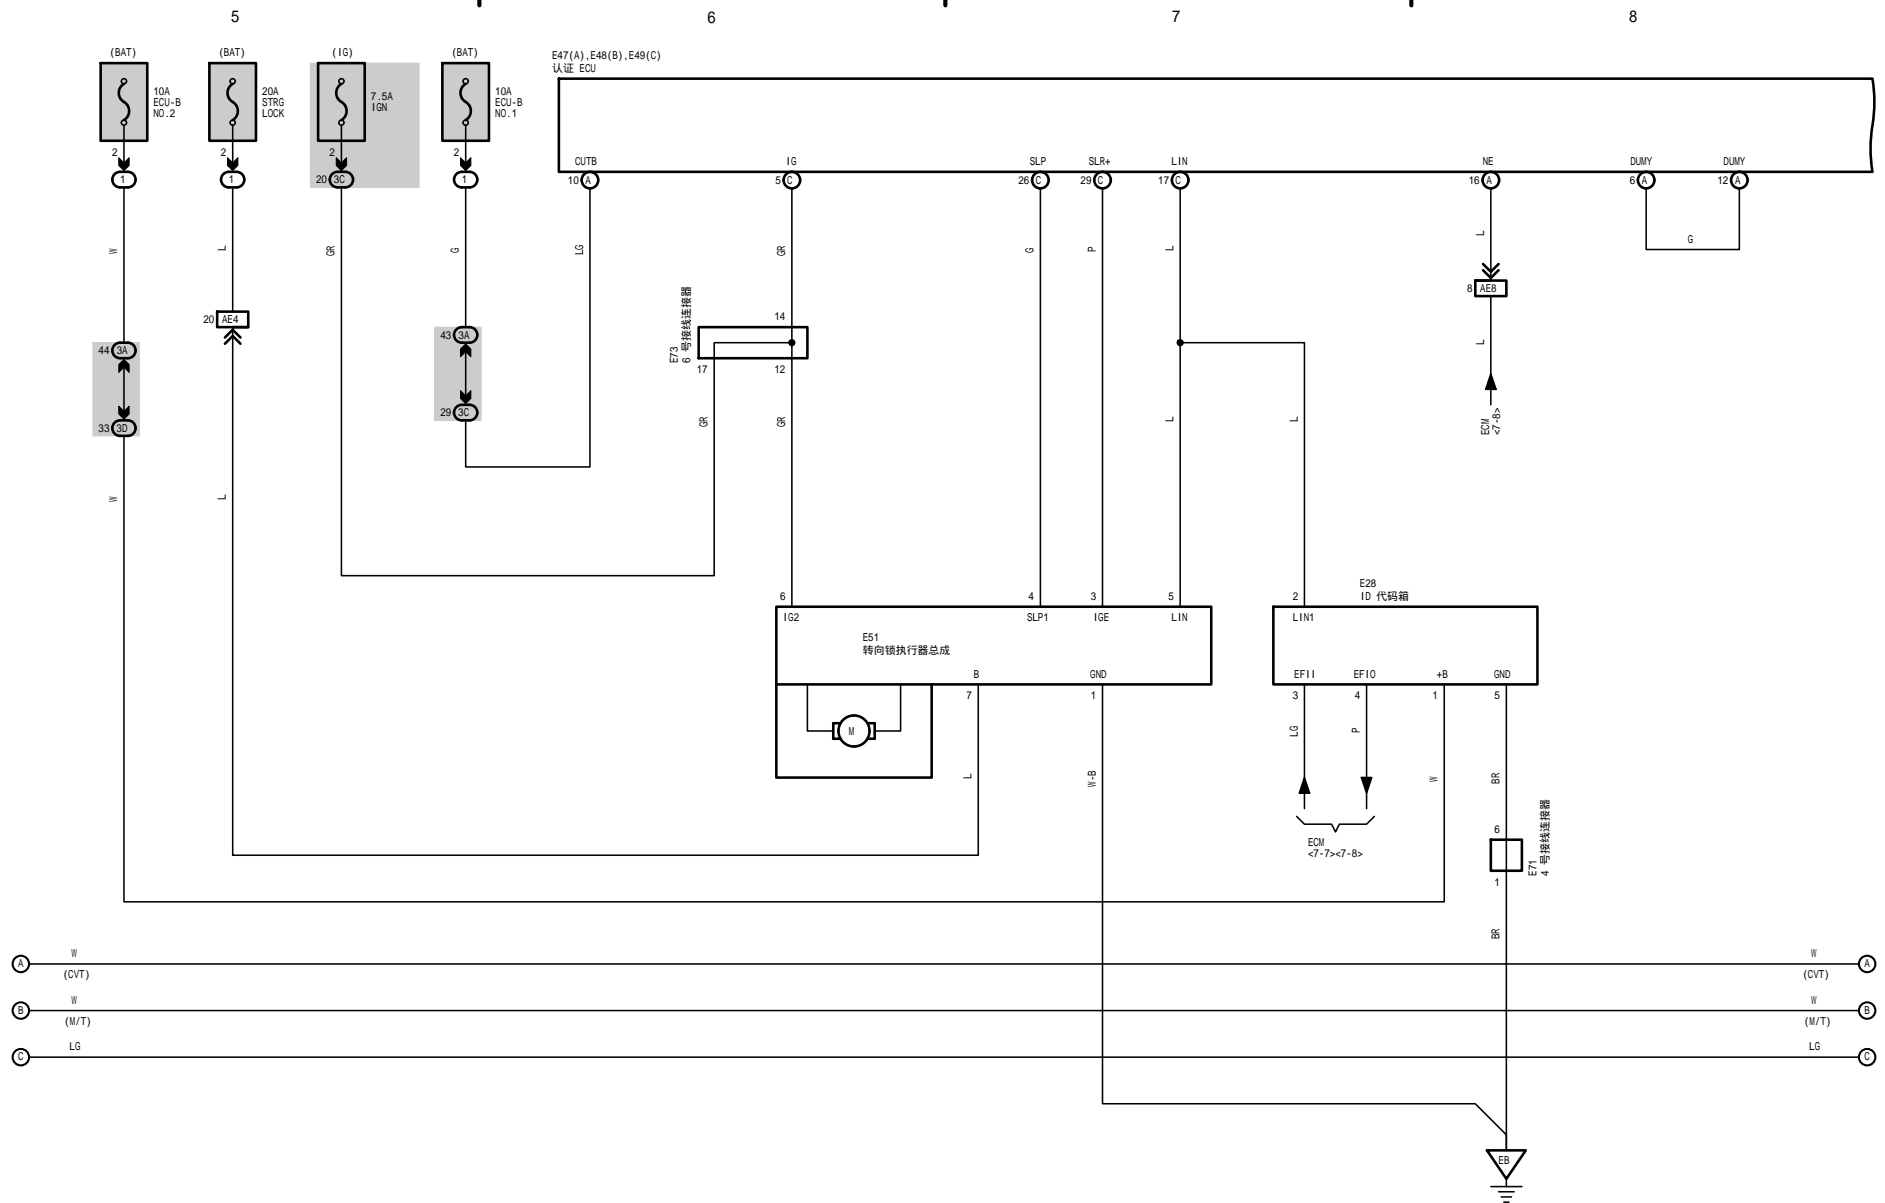 5
6
7
8
(BAT)
(BAT)
(IG)
(BAT)
10A
ECU-B
NO.2
20A
STRG
LOCK
7.5A
IGN
10A
ECU-B
NO.1
E47(A),E48(B),E49(C)
认证 ECU
2
2
2
2
1
1
20 3C
1
CUTB
IG
SLP
SLR+
LIN
NE
DUMY
DUMY
10 A
5 C
26 C
29 C
17 C
16 A
6 A
12 A
W
L
GR
G
LG
GR
G
P
L
L
G
8 AE8
20 AE4
44 3A
33 3D
43 3A
29 3C
E73
6 号接线连接器
14
17
12
L
ECM
<7-8>
GR
GR
L
L
W
L
6
IG2
4
SLP1
3
IGE
5
LIN
E51
转向锁执行器总成
B
7
GND
1
M
E28
ID 代码箱
2
LIN1
EFII
EFIO
+B
GND
3
4
1
5
LG
P
W
BR
L
W-B
ECM
<7-7><7-8>
6
1
E71
4 号接线连接器
BR
A
W
(CVT)
W
(CVT)
A
B
W
(M/T)
W
(M/T)
B
C
LG
LG
C
EB